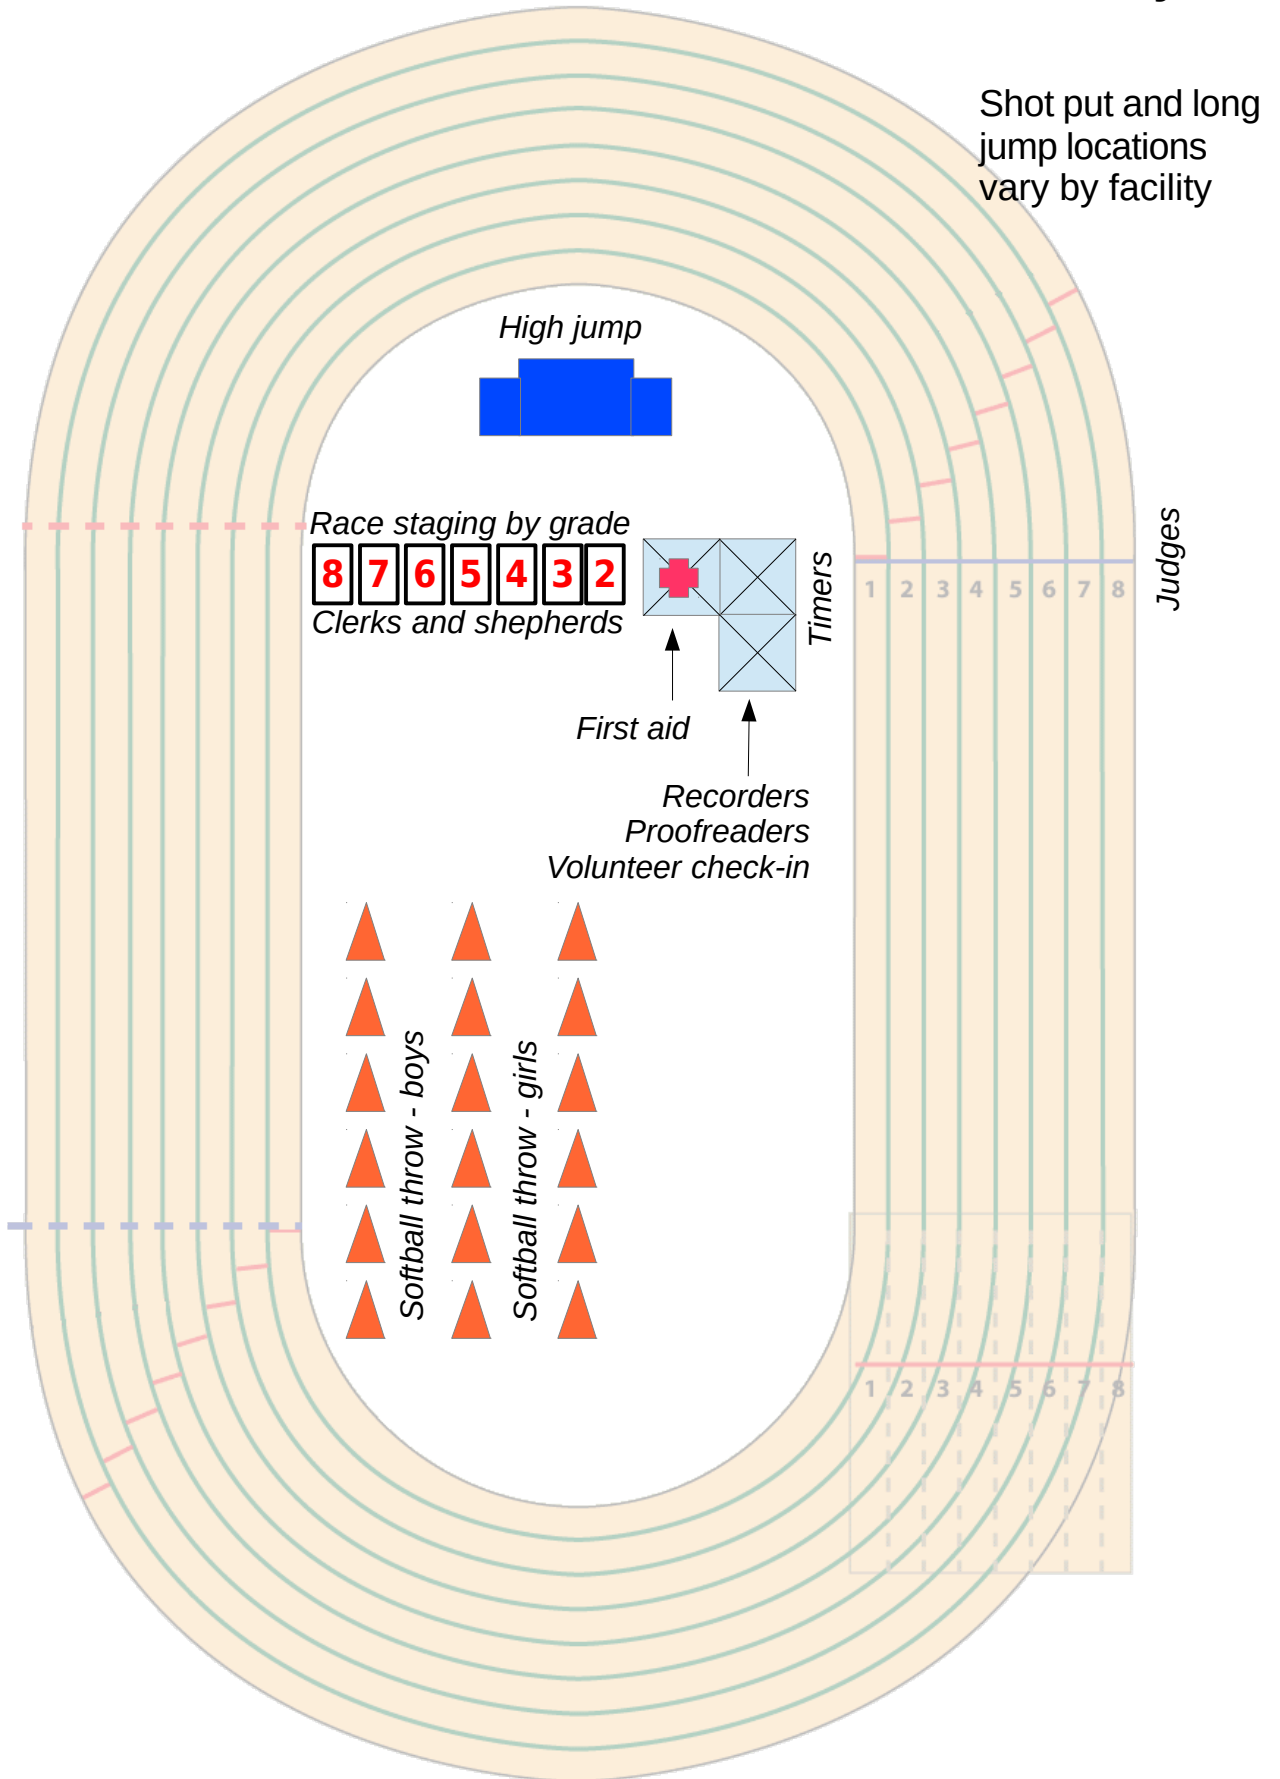 Shot put and long
jump locations
vary by facility
High jump
Race staging by grade
8 7 6 5 4 3 2
Clerks and shepherds
Timers
Judges
1 2 3 4 5 6 7 8
First aid
Recorders
Proofreaders
Volunteer check-in
Softball throw - boys
Softball throw - girls
1 2 3 4 5 6 7 8